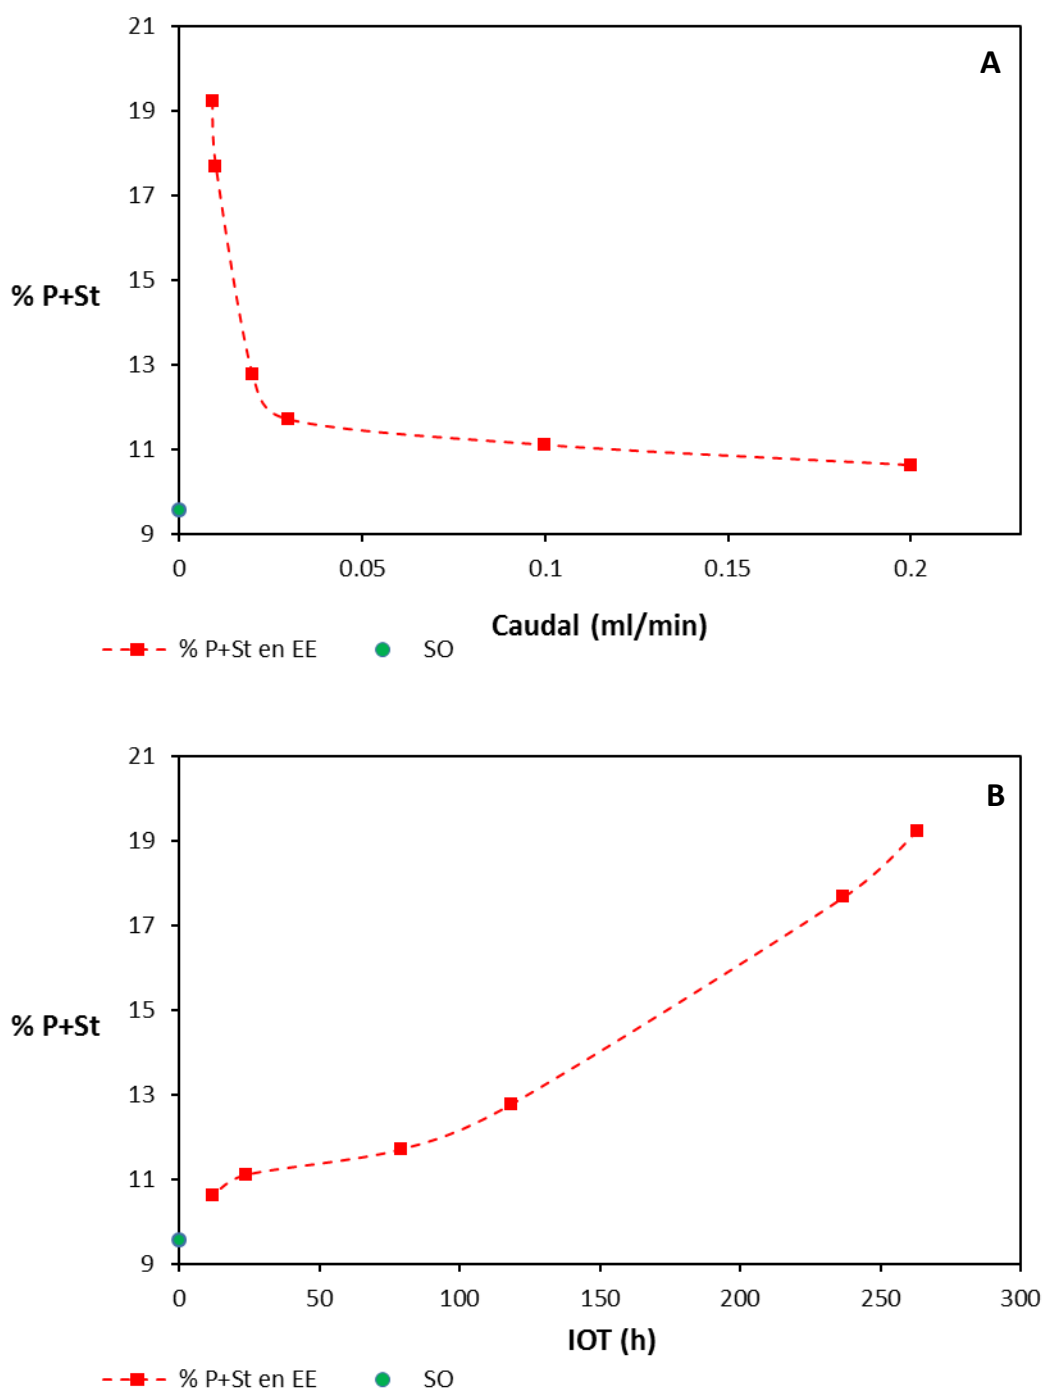 21
A
19
17
15
% P+St
13
11
9
0 0.05 0.1 0.15 0.2
Caudal (ml/min)
% P+St en EE SO
21
B
19
17
15
% P+St
13
11
9
0 50 100 150 200 250 300
IOT (h)
% P+St en EE SO